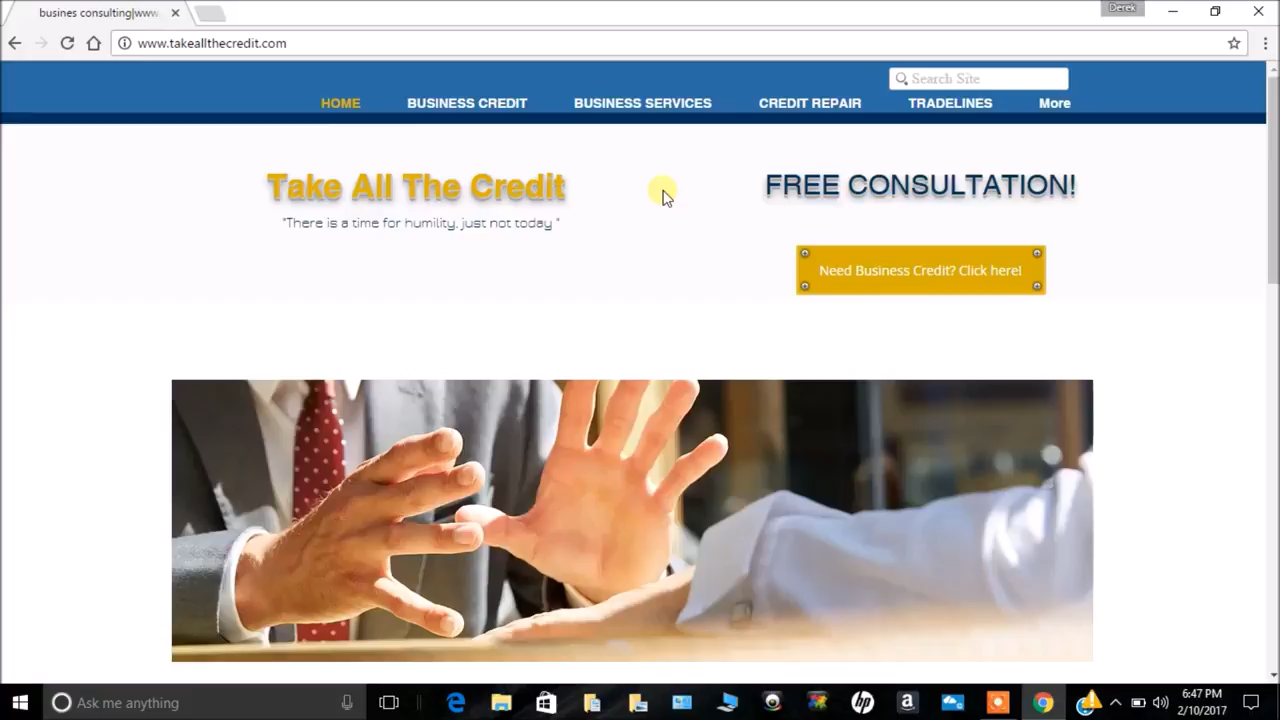 busines consulting|www
Derek
www.takeallthecredit.com
Search Site
HOME BUSINESS CREDIT BUSINESS SERVICES CREDIT REPAIR TRADELINES More
Take All The Credit
FREE CONSULTATION!
"There is a time for humility, just not today "
Need Business Credit? Click here!
Ask me anything
6:47 PM
2/10/2017